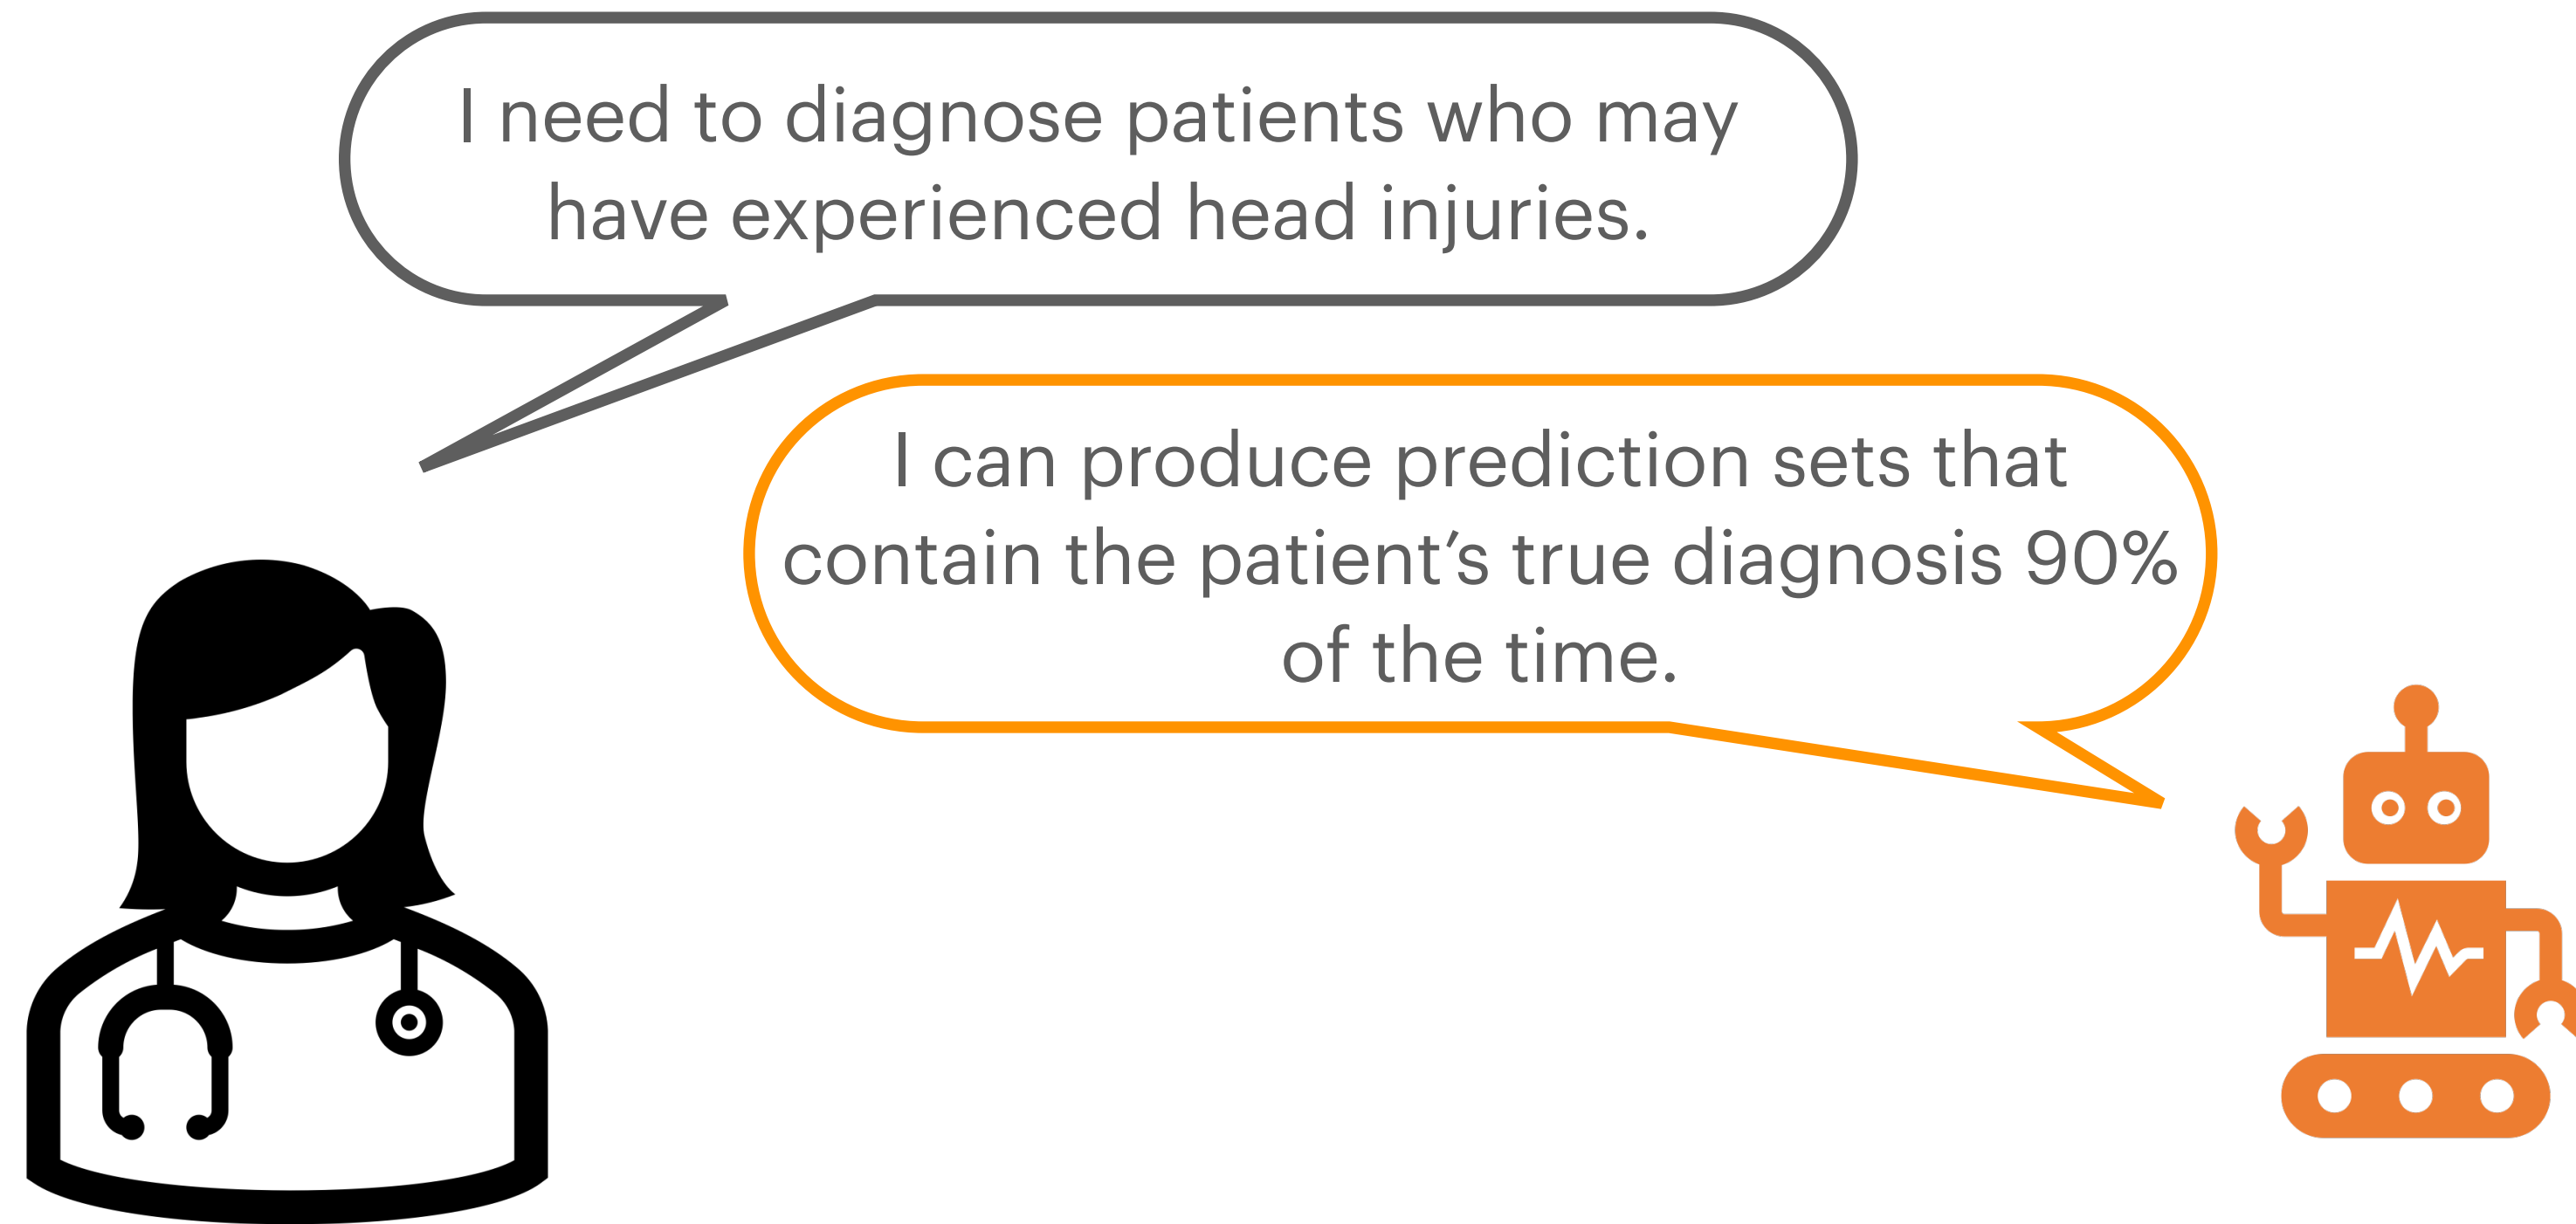 I need to diagnose patients who may
have experienced head injuries.
I can produce prediction sets that
contain the patient’s true diagnosis 90%
of the time.